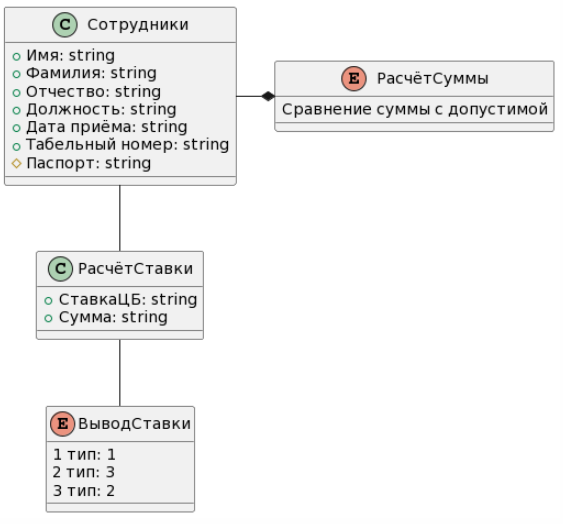 C Сотрудники
Имя: string
Фамилия: string
Отчество: string
Должность: string
Дата приёма: string
Табельный номер: string
Паспорт: string
E РасчётСуммы
Сравнение суммы с допустимой
C РасчётСтавки
СтавкаЦБ: string
Сумма: string
E ВыводСтавки
1 тип: 1
2 тип: 3
3 тип: 2